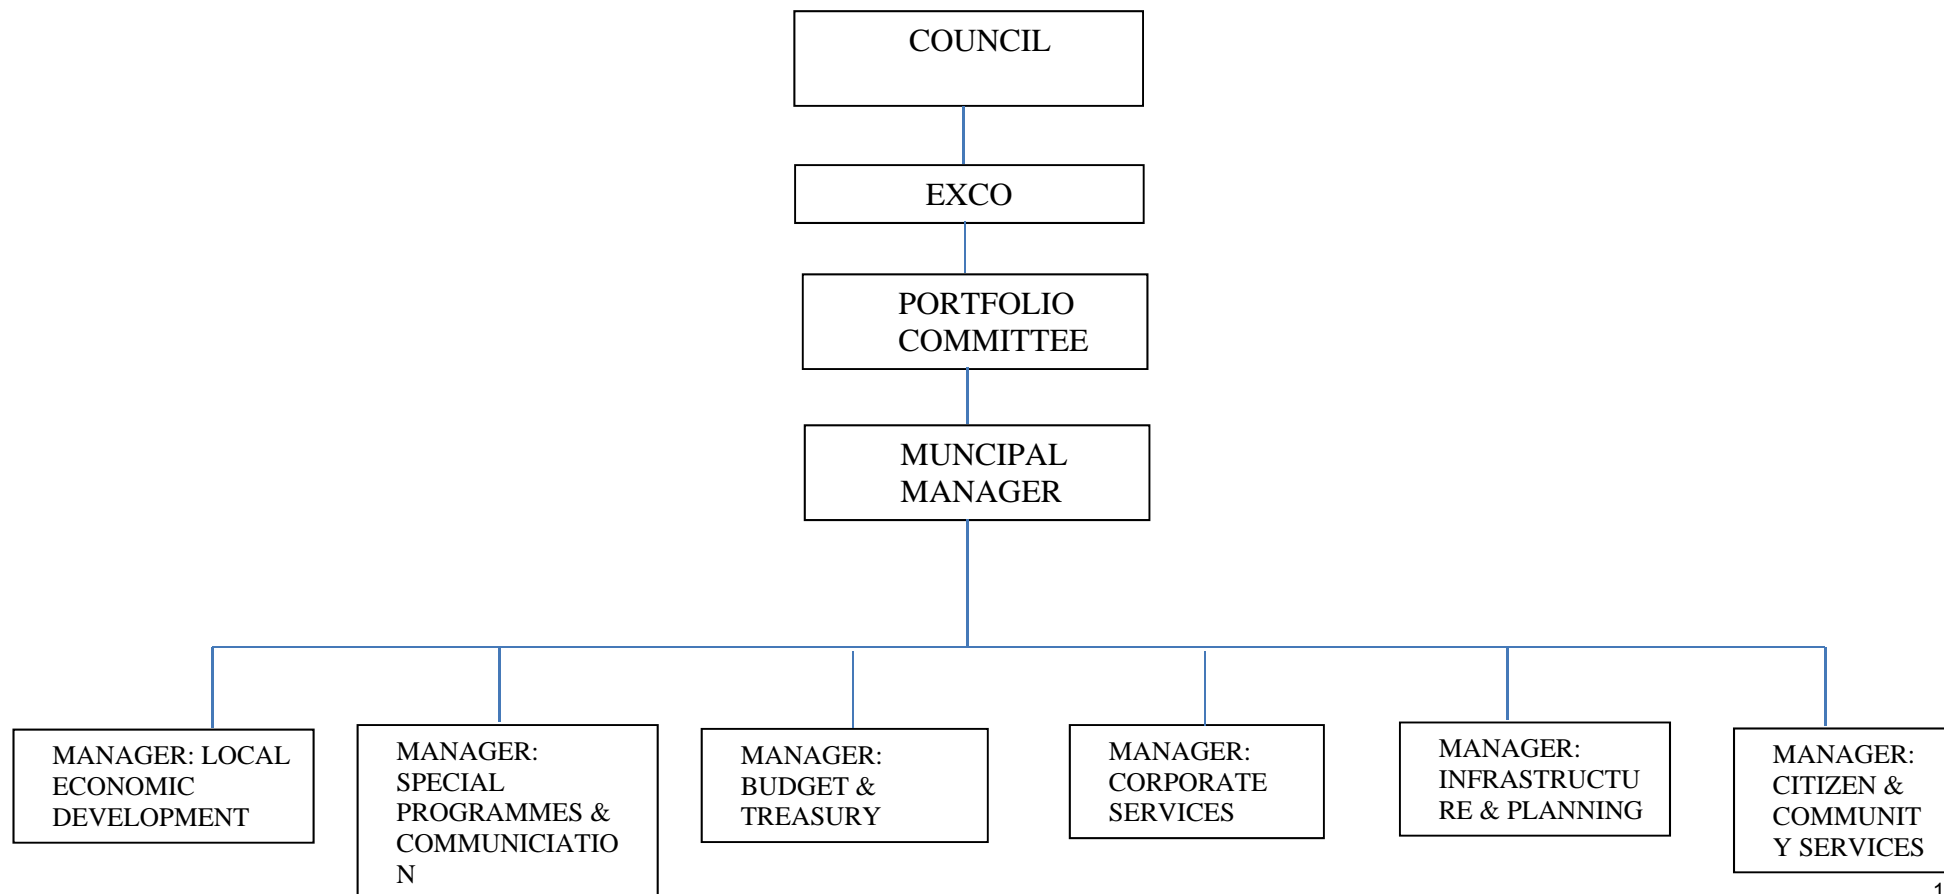 COUNCIL
EXCO
PORTFOLIO
COMMITTEE
MUNCIPAL
MANAGER
MANAGER: LOCAL
ECONOMIC
DEVELOPMENT
MANAGER:
SPECIAL
PROGRAMMES &
COMMUNICIATIO
N
MANAGER:
BUDGET &
TREASURY
MANAGER:
CORPORATE
SERVICES
MANAGER:
INFRASTRUCTU
RE & PLANNING
MANAGER:
CITIZEN &
COMMUNIT
Y SERVICES
1